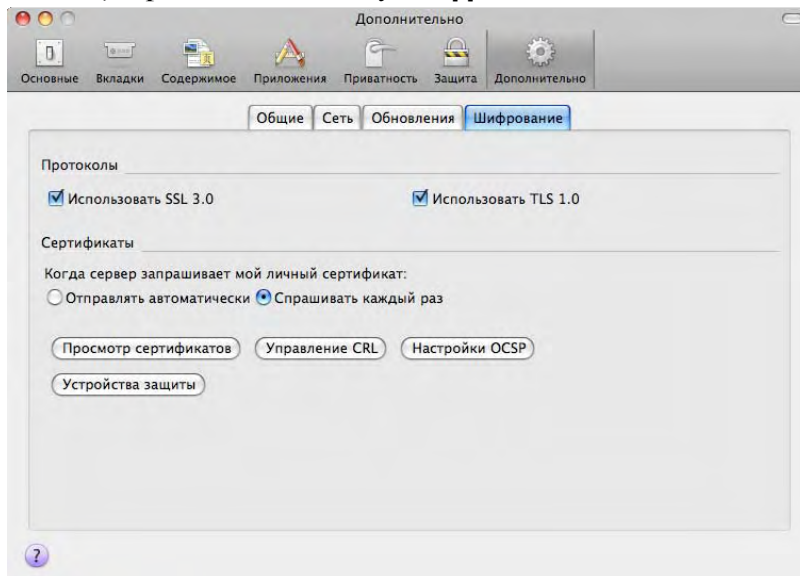 Дополнительно
Основные Вкладки Содержимое Приложения Приватность Защита Дополнительно
Общие Сеть Обновления Шифрование
Протоколы
Использовать SSL 3.0 Использовать TLS 1.0
Сертификаты
Когда сервер запрашивает мой личный сертификат:
Отправлять автоматически Спрашивать каждый раз
Просмотр сертификатов Управление CRL Настройки OCSP
Устройства защиты
?